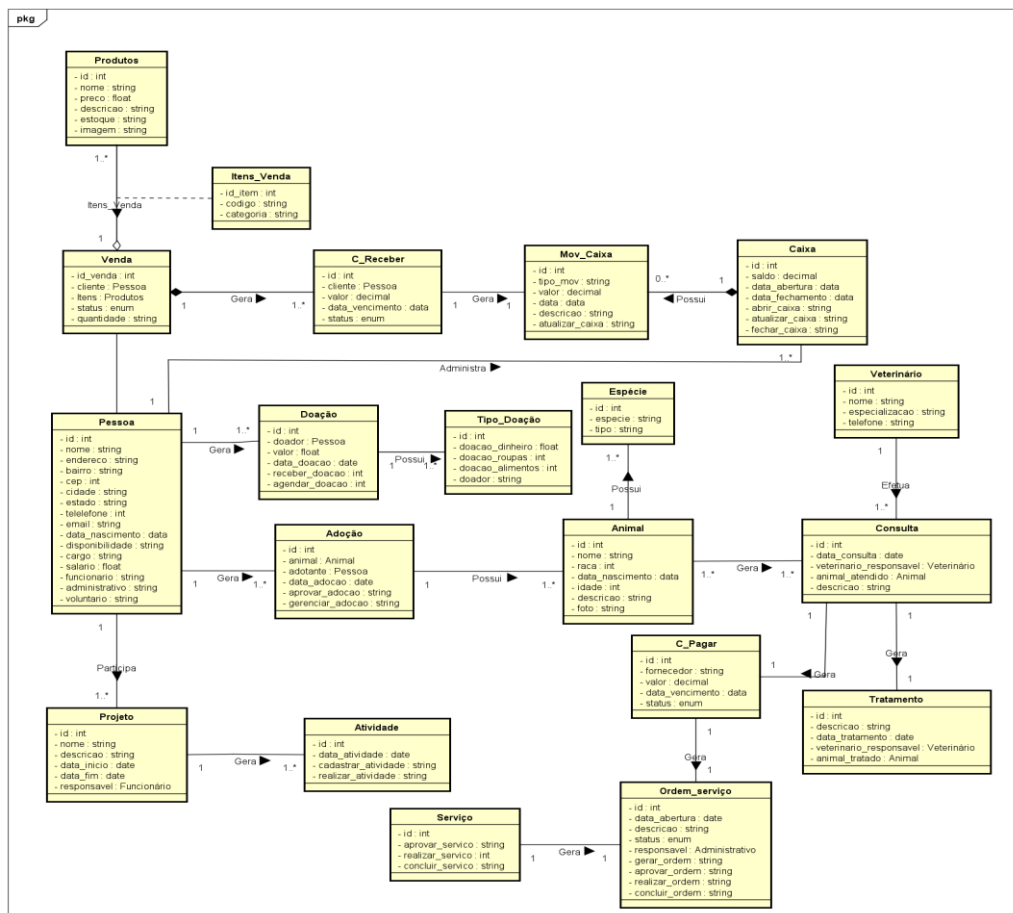 pkg
Produtos
- id : int
- nome : string
- preco : float
- descricao : string
- estoque : string
- imagem : string
1..*
Itens_Venda
1
Itens_Venda
- id_item : int
- codigo : string
- categoria : string
Venda
- id_venda : int
- cliente : Pessoa
- Itens : Produtos
- status : enum
- quantidade : string
1
Gera
1..*
C_Receber
- id : int
- cliente : Pessoa
- valor : decimal
- data_vencimento : data
- status : enum
1
Gera
1
Mov_Caixa
- id : int
- tipo_mov : string
- valor : decimal
- data : data
- descricao : string
- atualizar_caixa : string
0..*
Possui
1
Caixa
- id : int
- saldo : decimal
- data_abertura : data
- data_fechamento : data
- abrir_caixa : string
- atualizar_caixa : string
- fechar_caixa : string
1..*
Administra
1
Pessoa
- id : int
- nome : string
- endereco : string
- bairro : string
- cep : int
- cidade : string
- estado : string
- telelefone : int
- email : string
- data_nascimento : data
- disponibilidade : string
- cargo : string
- salario : float
- funcionario : string
- administrativo : string
- voluntario : string
1
Gera
1..*
Doação
- id : int
- doador : Pessoa
- valor : float
- data_doacao : date
- receber_doacao : int
- agendar_doacao : int
1
Possui
1..*
Tipo_Doação
- id : int
- doacao_dinheiro : float
- doacao_roupas : int
- doacao_alimentos : int
- doador : string
Espécie
- id : int
- especie : string
- tipo : string
1..*
Possui
1
Veterinário
- id : int
- nome : string
- especializacao : string
- telefone : string
1
Efetua
1..*
1
Gera
1..*
Adoção
- id : int
- animal : Animal
- adotante : Pessoa
- data_adocao : date
- aprovar_adocao : string
- gerenciar_adocao : string
1
Possui
1..*
Animal
- id : int
- nome : string
- raca : int
- data_nascimento : data
- idade : int
- descricao : string
- foto : string
1..*
Gera
1..*
Consulta
- id : int
- data_consulta : date
- veterinario_responsavel : Veterinário
- animal_atendido : Animal
- descricao : string
1
Gera
1
C_Pagar
- id : int
- fornecedor : string
- valor : decimal
- data_vencimento : data
- status : enum
1
Gera
1
Tratamento
- id : int
- descricao : string
- data_tratamento : date
- veterinario_responsavel : Veterinário
- animal_tratado : Animal
1
Participa
1..*
Projeto
- id : int
- nome : string
- descricao : string
- data_inicio : date
- data_fim : date
- responsavel : Funcionário
1
Gera
1..*
Atividade
- id : int
- data_atividade : date
- cadastrar_atividade : string
- realizar_atividade : string
1
Gera
1
Ordem_serviço
- id : int
- data_abertura : date
- descricao : string
- status : enum
- responsavel : Administrativo
- gerar_ordem : string
- aprovar_ordem : string
- realizar_ordem : string
- concluir_ordem : string
Serviço
- id : int
- aprovar_servico : string
- realizar_servico : int
- concluir_servico : string
1
Gera
1